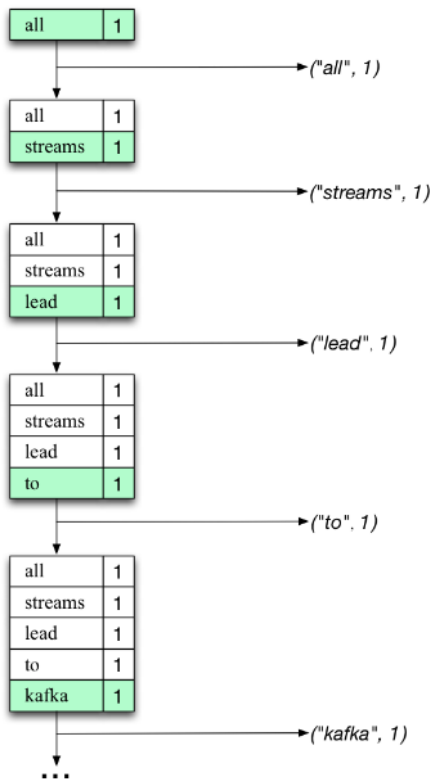 all 1
("all", 1)
all 1
streams 1
("streams", 1)
all 1
streams 1
lead 1
("lead", 1)
all 1
streams 1
lead 1
to 1
("to", 1)
all 1
streams 1
lead 1
to 1
kafka 1
("kafka", 1)
...